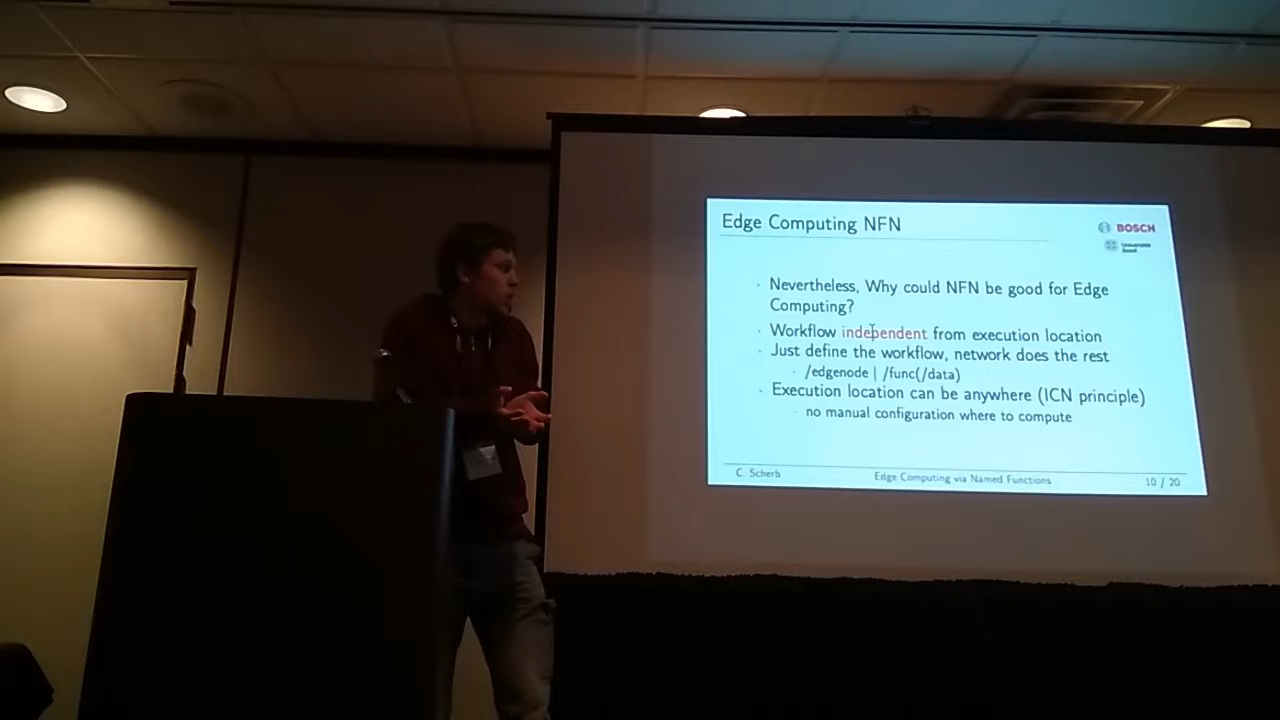 Edge Computing NFN
BOSCH
Universität
Basel
Nevertheless, Why could NFN be good for Edge
Computing?
Workflow independent from execution location
Just define the workflow, network does the rest
/edgenode | /func(/data)
Execution location can be anywhere (ICN principle)
no manual configuration where to compute
C. Scherb
Edge Computing via Named Functions
10 / 20